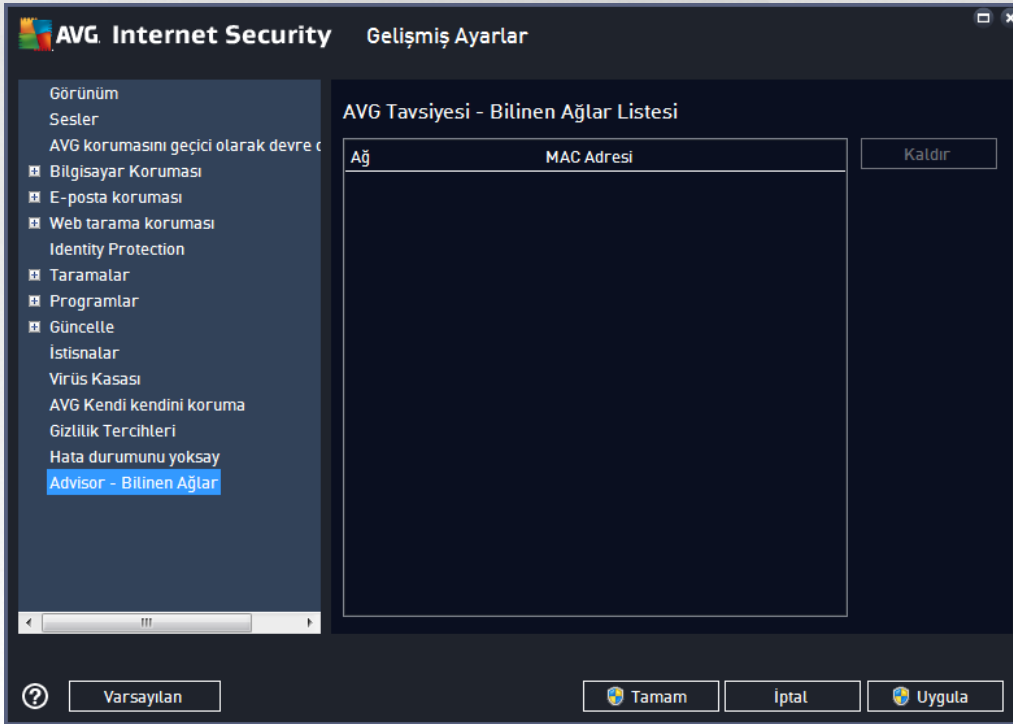 AVG. Internet Security Gelişmiş Ayarlar
Görünüm
Sesler
AVG korumasını geçici olarak devre
Bilgisayar Koruması
E-posta koruması
Web tarama koruması
Identity Protection
Taramalar
Programlar
Güncelle
İstisnalar
Virüs Kasası
AVG Kendi kendini koruma
Gizlilik Tercihleri
Hata durumunu yoksay
Advisor - Bilinen Ağlar
AVG Tavsiyesi - Bilinen Ağlar Listesi
Ağ MAC Adresi
Kaldır
Varsayılan
Tamam
İptal
Uygula